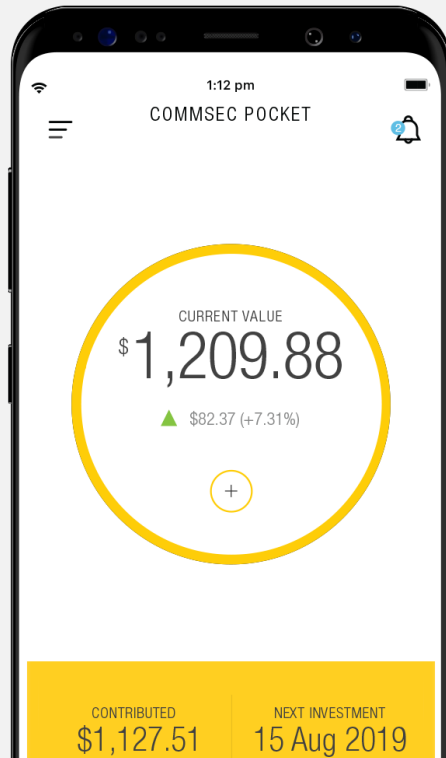 1:12 pm
COMMSEC POCKET
2
CURRENT VALUE
$1,209.88
$82.37 (+7.31%)
+
CONTRIBUTED
$1,127.51
NEXT INVESTMENT
15 Aug 2019